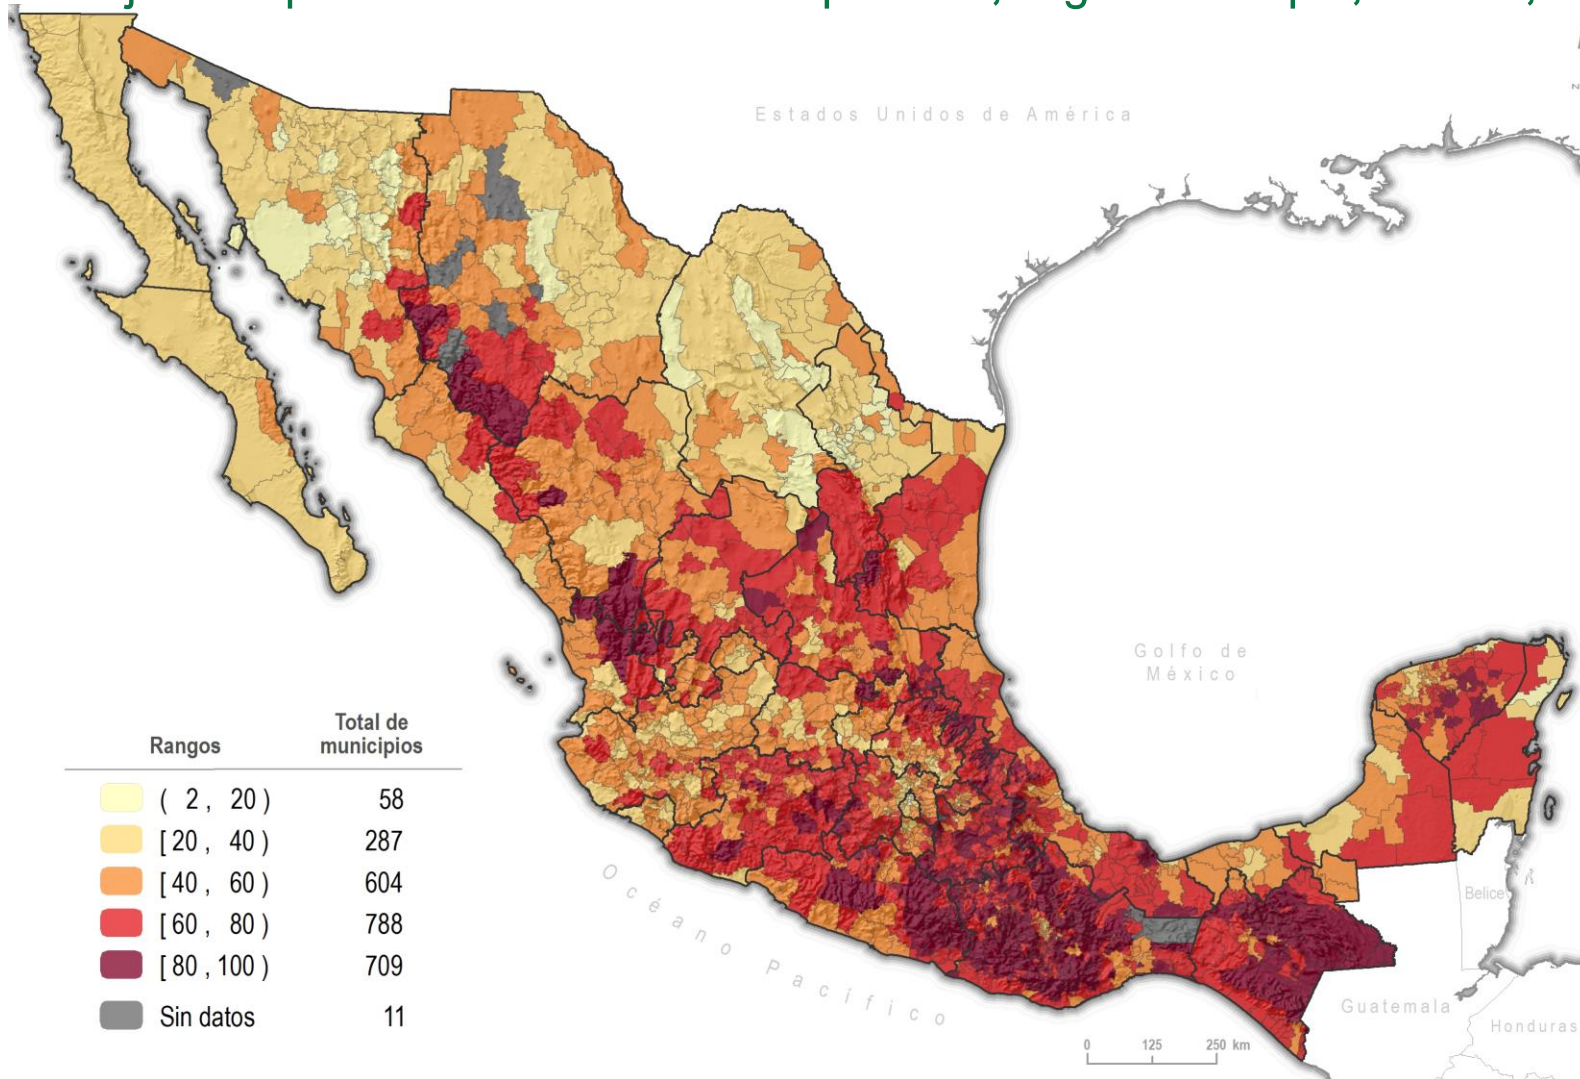 Estados Unidos de América
Golfo de
México
Rangos
Total de
municipios
( 2 , 20 ) 58
[ 20 , 40 ) 287
[ 40 , 60 ) 604
[ 60 , 80 ) 788
[ 80 , 100 ) 709
Sin datos 11
Océano Pacífico
Belice
Guatemala
Honduras
0 125 250 km